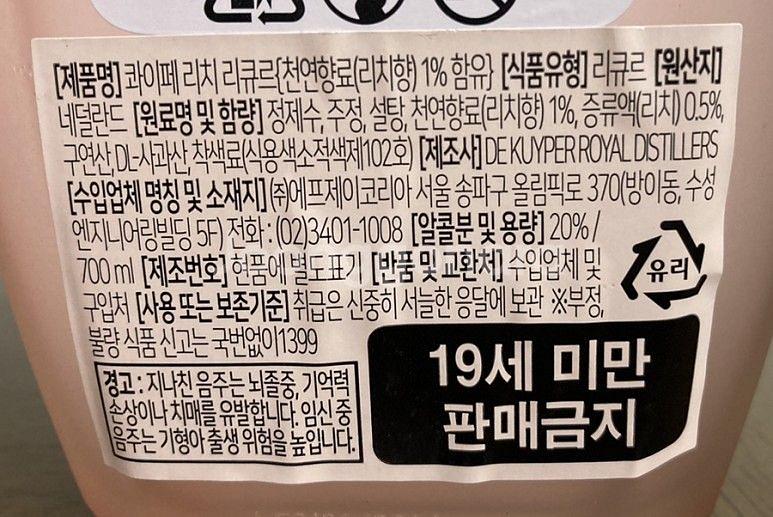 [제품명] 콰이페 리치 리큐르{천연향료(리치향) 1% 함유} [식품유형] 리큐르 [원산지]
네덜란드 [원료명 및 함량] 정제수, 주정, 설탕, 천연향료(리치향) 1%, 증류액(리치) 0.5%,
구연산, DL-사과산, 착색료(식용색소적색제102호) [제조사] DE KUYPER ROYAL DISTILLERS
[수입업체 명칭 및 소재지] (주)에프제이코리아 서울 송파구 올림픽로 370(방이동, 수성
엔지니어링빌딩 5F) 전화 : (02)3401-1008 [알콜분 및 용량] 20% /
700 ml [제조번호] 현품에 별도표기 [반품 및 교환처] 수입업체 및
구입처 [사용 또는 보존기준] 취급은 신중히 서늘한 응달에 보관 ※부정,
불량 식품 신고는 국번없이1399
유리
경고 : 지나친 음주는 뇌졸중, 기억력
손상이나 치매를 유발합니다. 임신 중
음주는 기형아 출생 위험을 높입니다.
19세 미만
판매금지